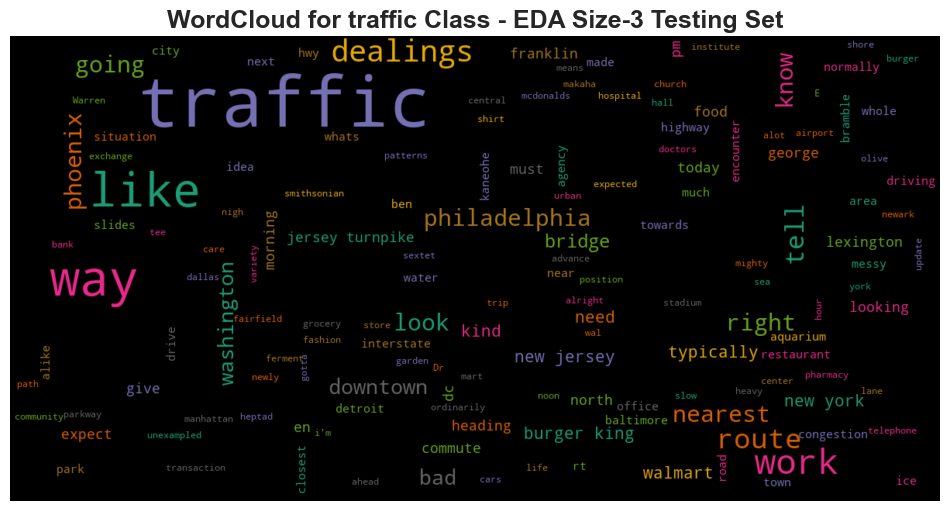 WordCloud for traffic Class - EDA Size-3 Testing Set
city
hwy
dealings
franklin
made
pm
institute
shore
burger
going
next
means
know
normally
traffic
makaha
church
Warren
central
mcdonalds
hospital
hall
E
bramble
whole
food
shirt
highway
phoenix
situation
whats
encounter
alot
airport
exchange
patterns
kaneohe
must
agency
doctors
george
olive
idea
today
like
smithsonian
ben
expected
much
urban
driving
slides
nigh
morning
philadelphia
towards
tell
area
newark
tee
jersey turnpike
bridge
lexington
update
bank
care
variety
sextet
advance
near
position
mighty
messy
way
dallas
water
sea
york
washington
trip
alright
stadium
hour
looking
fairfield
grocery
store
look
kind
wal
need
right
drive
fashion
interstate
aquarium
alike
ferment
gotta
garden
Dr
new jersey
typically
restaurant
path
newly
mart
center
pharmacy
give
downtown
dc
noon
north
slow
heavy
lane
new york
community
parkway
manhattan
heptad
detroit
ordinarily
office
baltimore
nearest
expect
unexampled
en
i'm
heading
burger king
route
congestion
telephone
closest
commute
park
transaction
ahead
bad
life
cars
rt
walmart
road
work
town
ice